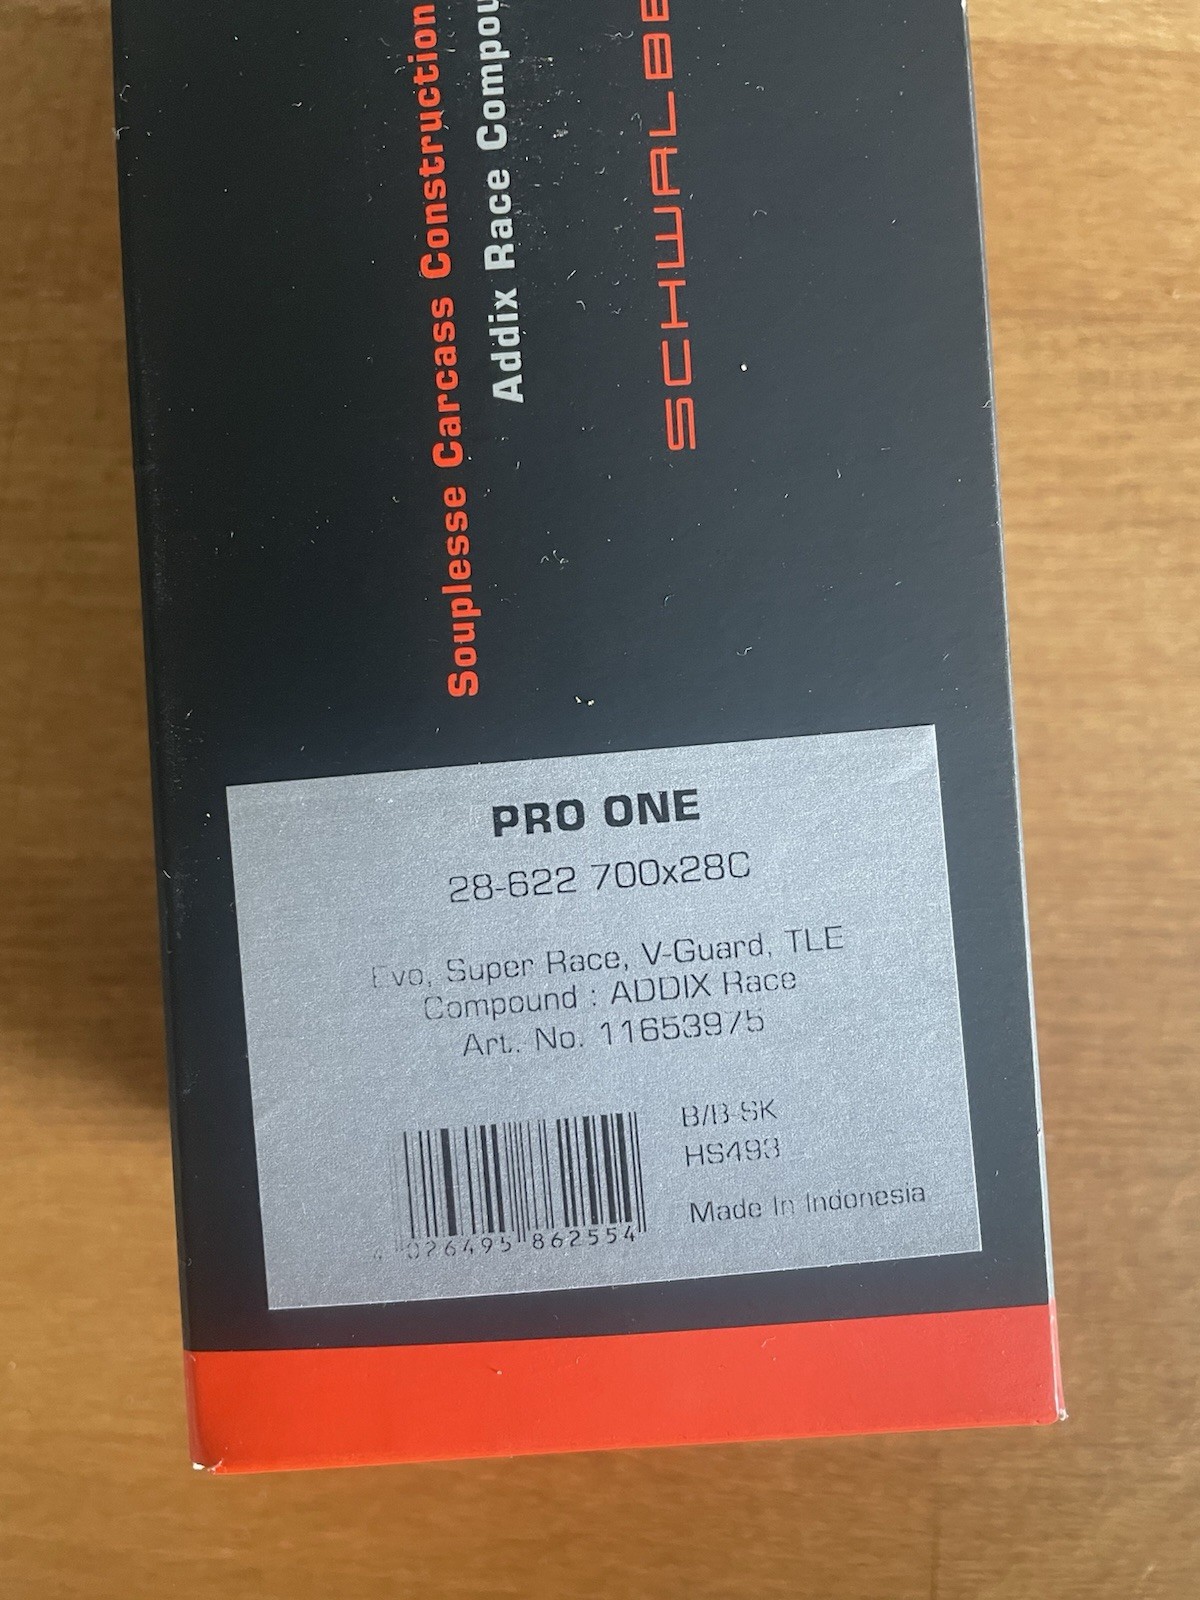 Souplesse Carcass Construction
Addix Race Compou
SCHWALBE
PRO ONE
28-622 700x28C
Evo, Super Race, V-Guard, TLE
Compound : ADDIX Race
Art. No. 11653975
B/B-SK
HS493
Made In Indonesia
4 026495 862554